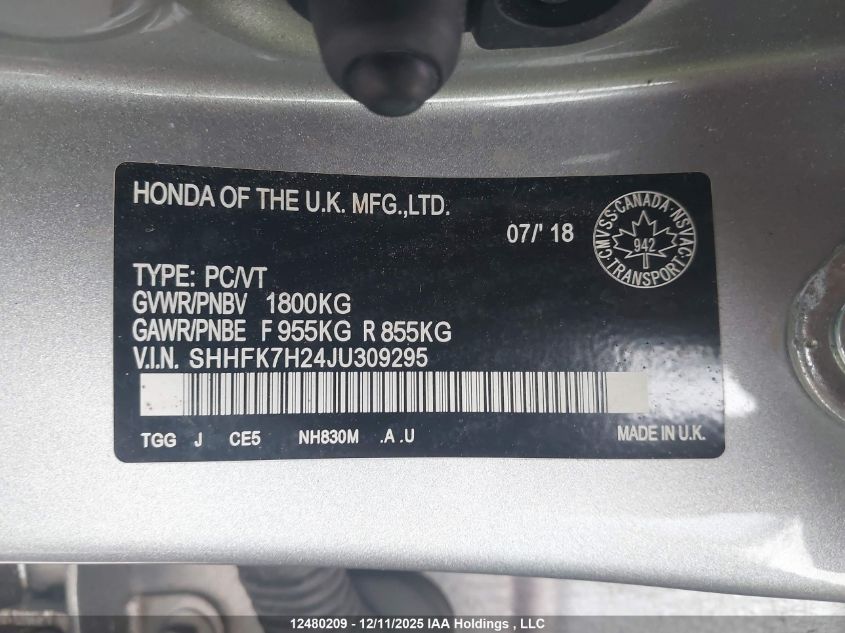 HONDA OF THE U.K. MFG.,LTD.
07/' 18
CMVSS·CANADA·NSVAC
942
TRANSPORT
TYPE: PC/VT
GVWR/PNBV 1800KG
GAWR/PNBE F 955KG R 855KG
V.I.N. SHHFK7H24JU309295
TGG J CE5 NH830M .A .U
MADE IN U.K.
12480209 - 12/11/2025 IAA Holdings , LLC